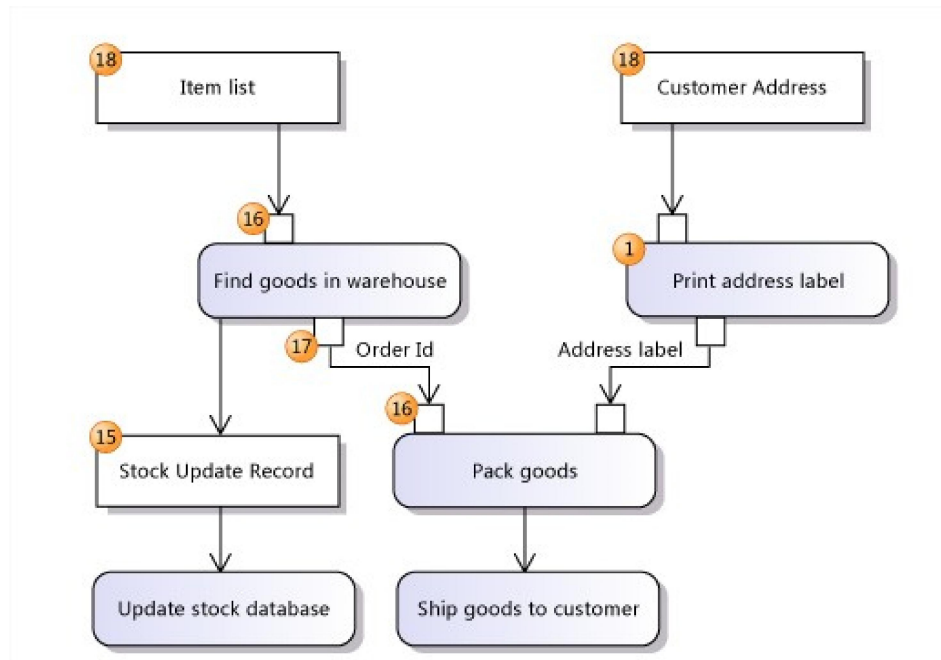 18
Item list
18
Customer Address
16
Find goods in warehouse
1
Print address label
17
Order Id
Address label
16
15
Stock Update Record
Pack goods
Update stock database
Ship goods to customer